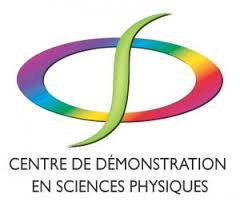 CENTRE DE DÉMONSTRATION
EN SCIENCES PHYSIQUES